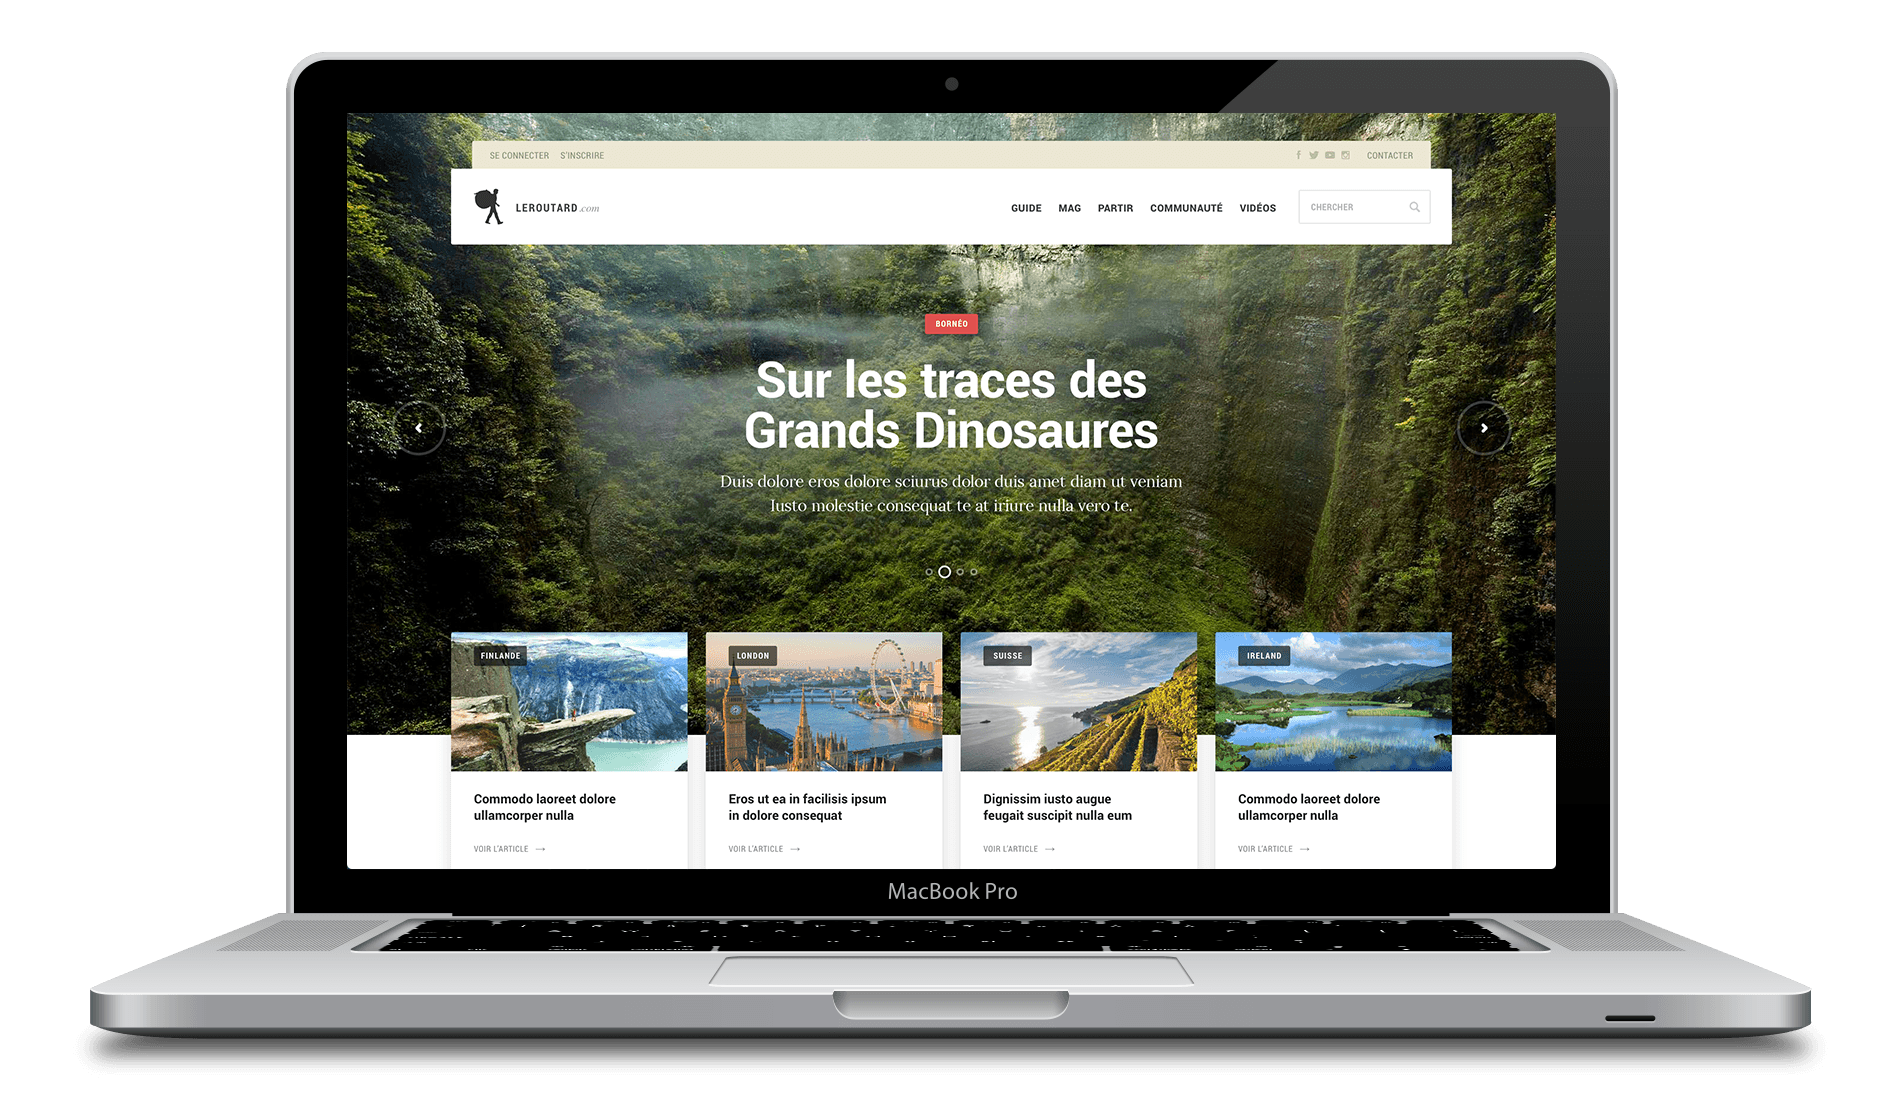 SE CONNECTER S'INSCRIRE CONTACTER
LEROUTARD.com GUIDE MAG PARTIR COMMUNAUTÉ VIDÉOS CHERCHER
BORNÉO
Sur les traces des
Grands Dinosaures
Duis dolore eros dolore sciurus dolor duis amet diam ut veniam
Iusto molestie consequat te at iriure nulla vero te.
FINLANDE
LONDON
SUISSE
IRELAND
Commodo laoreet dolore
ullamcorper nulla
VOIR L'ARTICLE →
Eros ut ea in facilisis ipsum
in dolore consequat
VOIR L'ARTICLE →
Dignissim iusto augue
feugait suscipit nulla eum
VOIR L'ARTICLE →
Commodo laoreet dolore
ullamcorper nulla
VOIR L'ARTICLE →
MacBook Pro